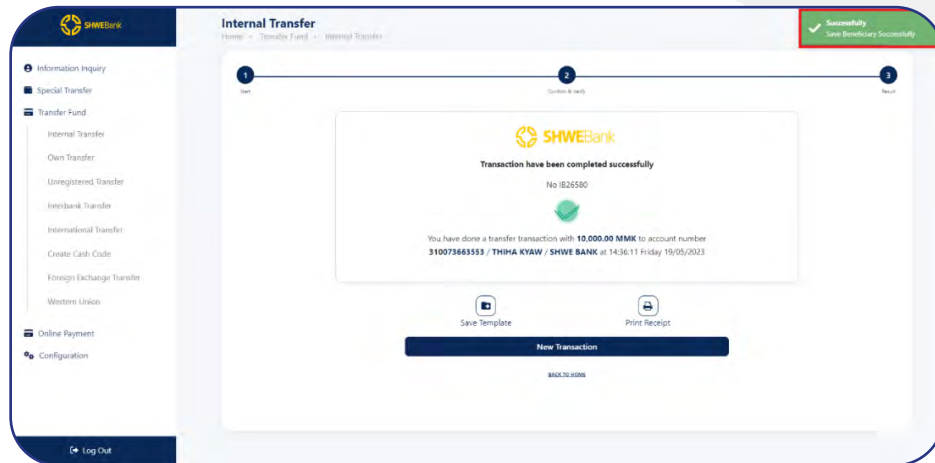 SHWEBank
Internal Transfer
Home - Transfer Fund - Internal Transfer
Successfully
Save Beneficiary Successfully
Information Inquiry
Special Transfer
Transfer Fund
Internal Transfer
Own Transfer
Unregistered Transfer
Interbank Transfer
International Transfer
Create Cash Code
Foreign Exchange Transfer
Western Union
Online Payment
Configuration
Log Out
1
2
3
Start
Confirm & Verify
Result
SHWEBank
Transaction have been completed successfully
No IB26580
You have done a transfer transaction with 10,000.00 MMK to account number
310073663553 / THIHA KYAW / SHWE BANK at 14:36:11 Friday 19/05/2023
Save Template
Print Receipt
New Transaction
BACK TO HOME